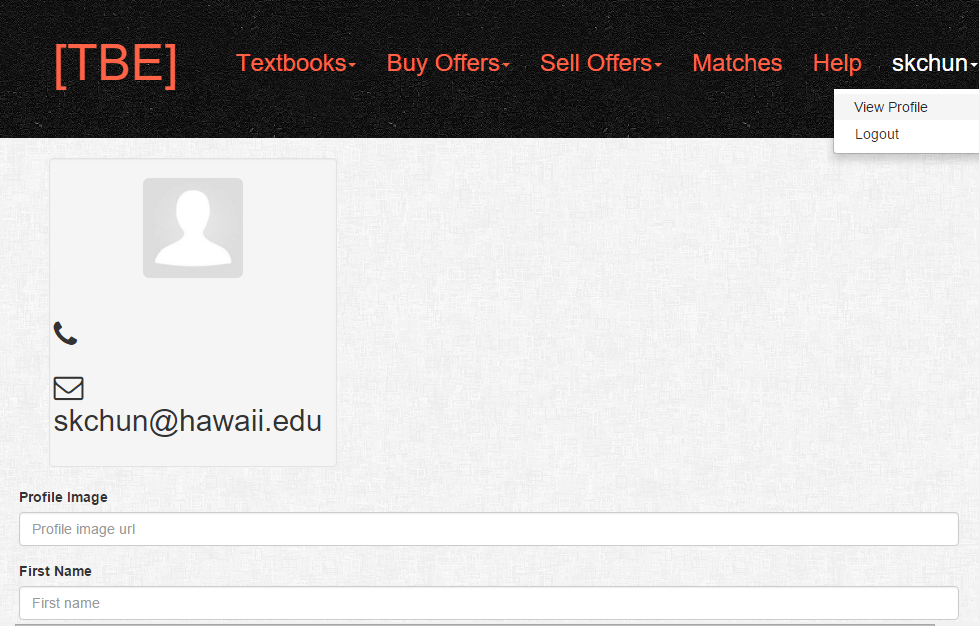 [TBE] Textbooks Buy Offers Sell Offers Matches Help skchun
View Profile
Logout
skchun@hawaii.edu
Profile Image
Profile image url
First Name
First name